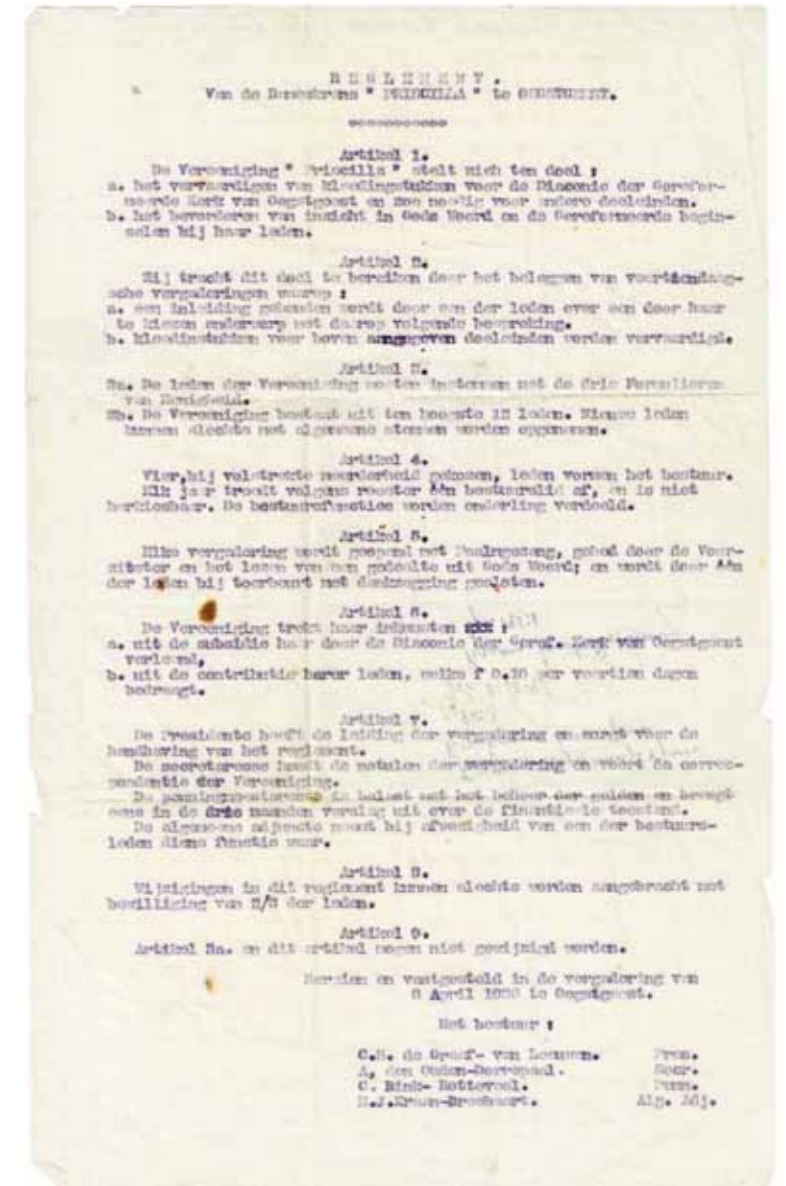 REGLEMENT.
Van de Dameskrans " PRISCILLA " te OEGSTGEEST.
Artikel 1.
De Vereeniging " Priscilla " stelt zich ten doel :
a. het vervaardigen van kleedingstukken voor de Diaconie der Gerefor-
meerde Kerk van Oegstgeest en zoo noodig voor andere doeleinden.
b. het bevorderen van inzicht in Gods Woord en de Gereformeerde begin-
selen bij haar leden.
Artikel 2.
Zij tracht dit doel te bereiken door het beleggen van veertiendaag-
sche vergaderingen waarop :
a. een inleiding gehouden wordt door een der leden over een door haar
te kiezen onderwerp met daarop volgende bespreking.
b. kleedinstukken voor boven aangegeven doeleinden worden vervaardigd.
Artikel 3.
3a. De leden der Vereeniging moeten instemmen met de drie Formulieren
van Eenigheid.
3b. De Vereeniging bestaat uit ten hoogste 12 leden. Nieuwe leden
kunnen slechts met algemeene stemmen worden opgenomen.
Artikel 4.
Vier, bij volstrekte meerderheid gekozen, leden vormen het bestuur.
Elk jaar treedt volgens rooster één bestuurslid af, en is niet
herkiesbaar. De bestuursfuncties worden onderling verdeeld.
Artikel 5.
Elke vergadering wordt geopend met Psalmgezang, gebed door de Voor-
zitster en het lezen van een gedeelte uit Gods Woord; en wordt door één
der leden bij toerbeurt met dankzegging gesloten.
Artikel 6.
De Vereeniging trekt haar inkomsten :
a. uit de subsidie haar door de Diaconie der Geref. Kerk van Oegstgeest
verleend,
b. uit de contributie harer leden, welke f 0.10 per veertien dagen
bedraagt.
Artikel 7.
De Presidente heeft de leiding der vergadering en zorgt voor de
handhaving van het reglement.
De secretaresse houdt de notulen der vergadering en voert de corres-
pondentie der Vereeniging.
De penningmeesteresse is belast met het beheer der gelden en brengt
eens in de drie maanden verslag uit over de financieele toestand.
De algemeene adjuncte neemt bij afwezigheid van een der bestuurs-
leden diens functie waar.
Artikel 8.
Wijzigingen in dit reglement kunnen slechts worden aangebracht met
bewilliging van 2/3 der leden.
Artikel 9.
Artikel 3a. en dit artikel mogen niet gewijzigd worden.
Herzien en vastgesteld in de vergadering van
April te Oegstgeest.
Het bestuur :
de Graaf- van Leeuwen. Pres.
A. den Ouden- Secr.
C. Rink- Penn.
Alg. Adj.